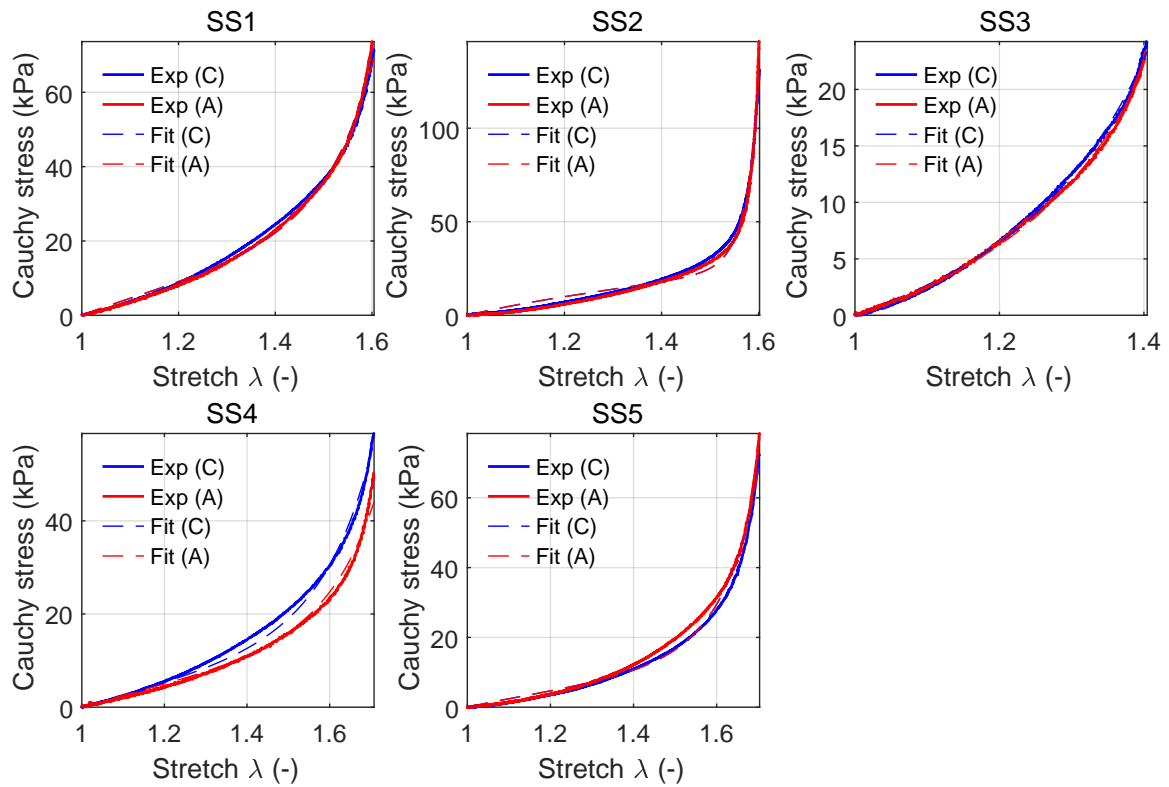 SS1
Cauchy stress (kPa)
60
40
20
0
Exp (C)
Exp (A)
Fit (C)
Fit (A)
1 1.2 1.4 1.6
Stretch λ (-)
SS2
Cauchy stress (kPa)
100
50
0
Exp (C)
Exp (A)
Fit (C)
Fit (A)
1 1.2 1.4 1.6
Stretch λ (-)
SS3
Cauchy stress (kPa)
20
15
10
5
0
Exp (C)
Exp (A)
Fit (C)
Fit (A)
1 1.2 1.4
Stretch λ (-)
SS4
Cauchy stress (kPa)
40
20
0
Exp (C)
Exp (A)
Fit (C)
Fit (A)
1 1.2 1.4 1.6
Stretch λ (-)
SS5
Cauchy stress (kPa)
60
40
20
0
Exp (C)
Exp (A)
Fit (C)
Fit (A)
1 1.2 1.4 1.6
Stretch λ (-)